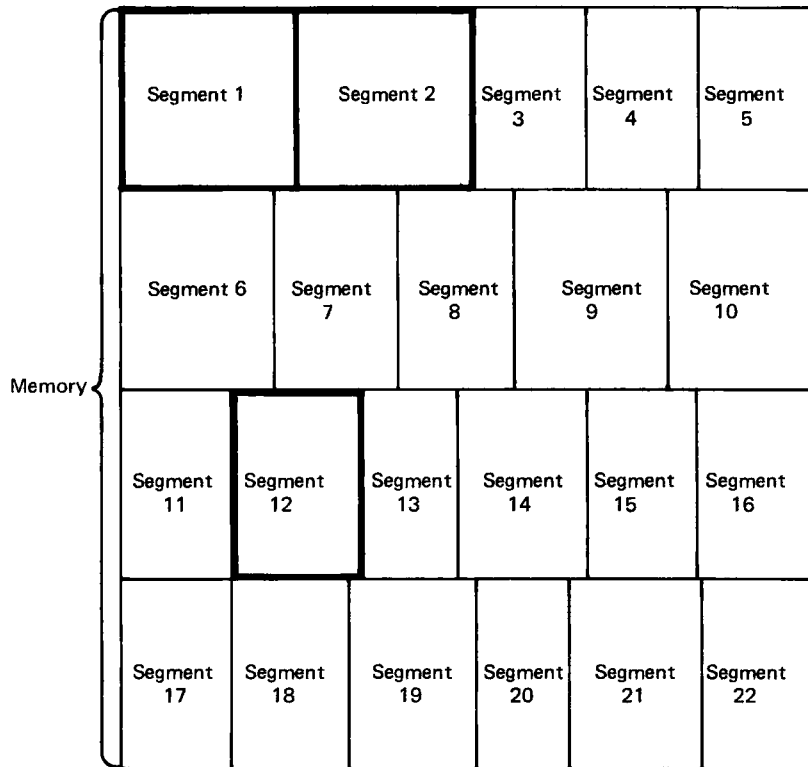 Segment 1
Segment 2
Segment
3
Segment
4
Segment
5
Segment 6
Segment
7
Segment
8
Segment
9
Segment
10
Memory
Segment
11
Segment
12
Segment
13
Segment
14
Segment
15
Segment
16
Segment
17
Segment
18
Segment
19
Segment
20
Segment
21
Segment
22